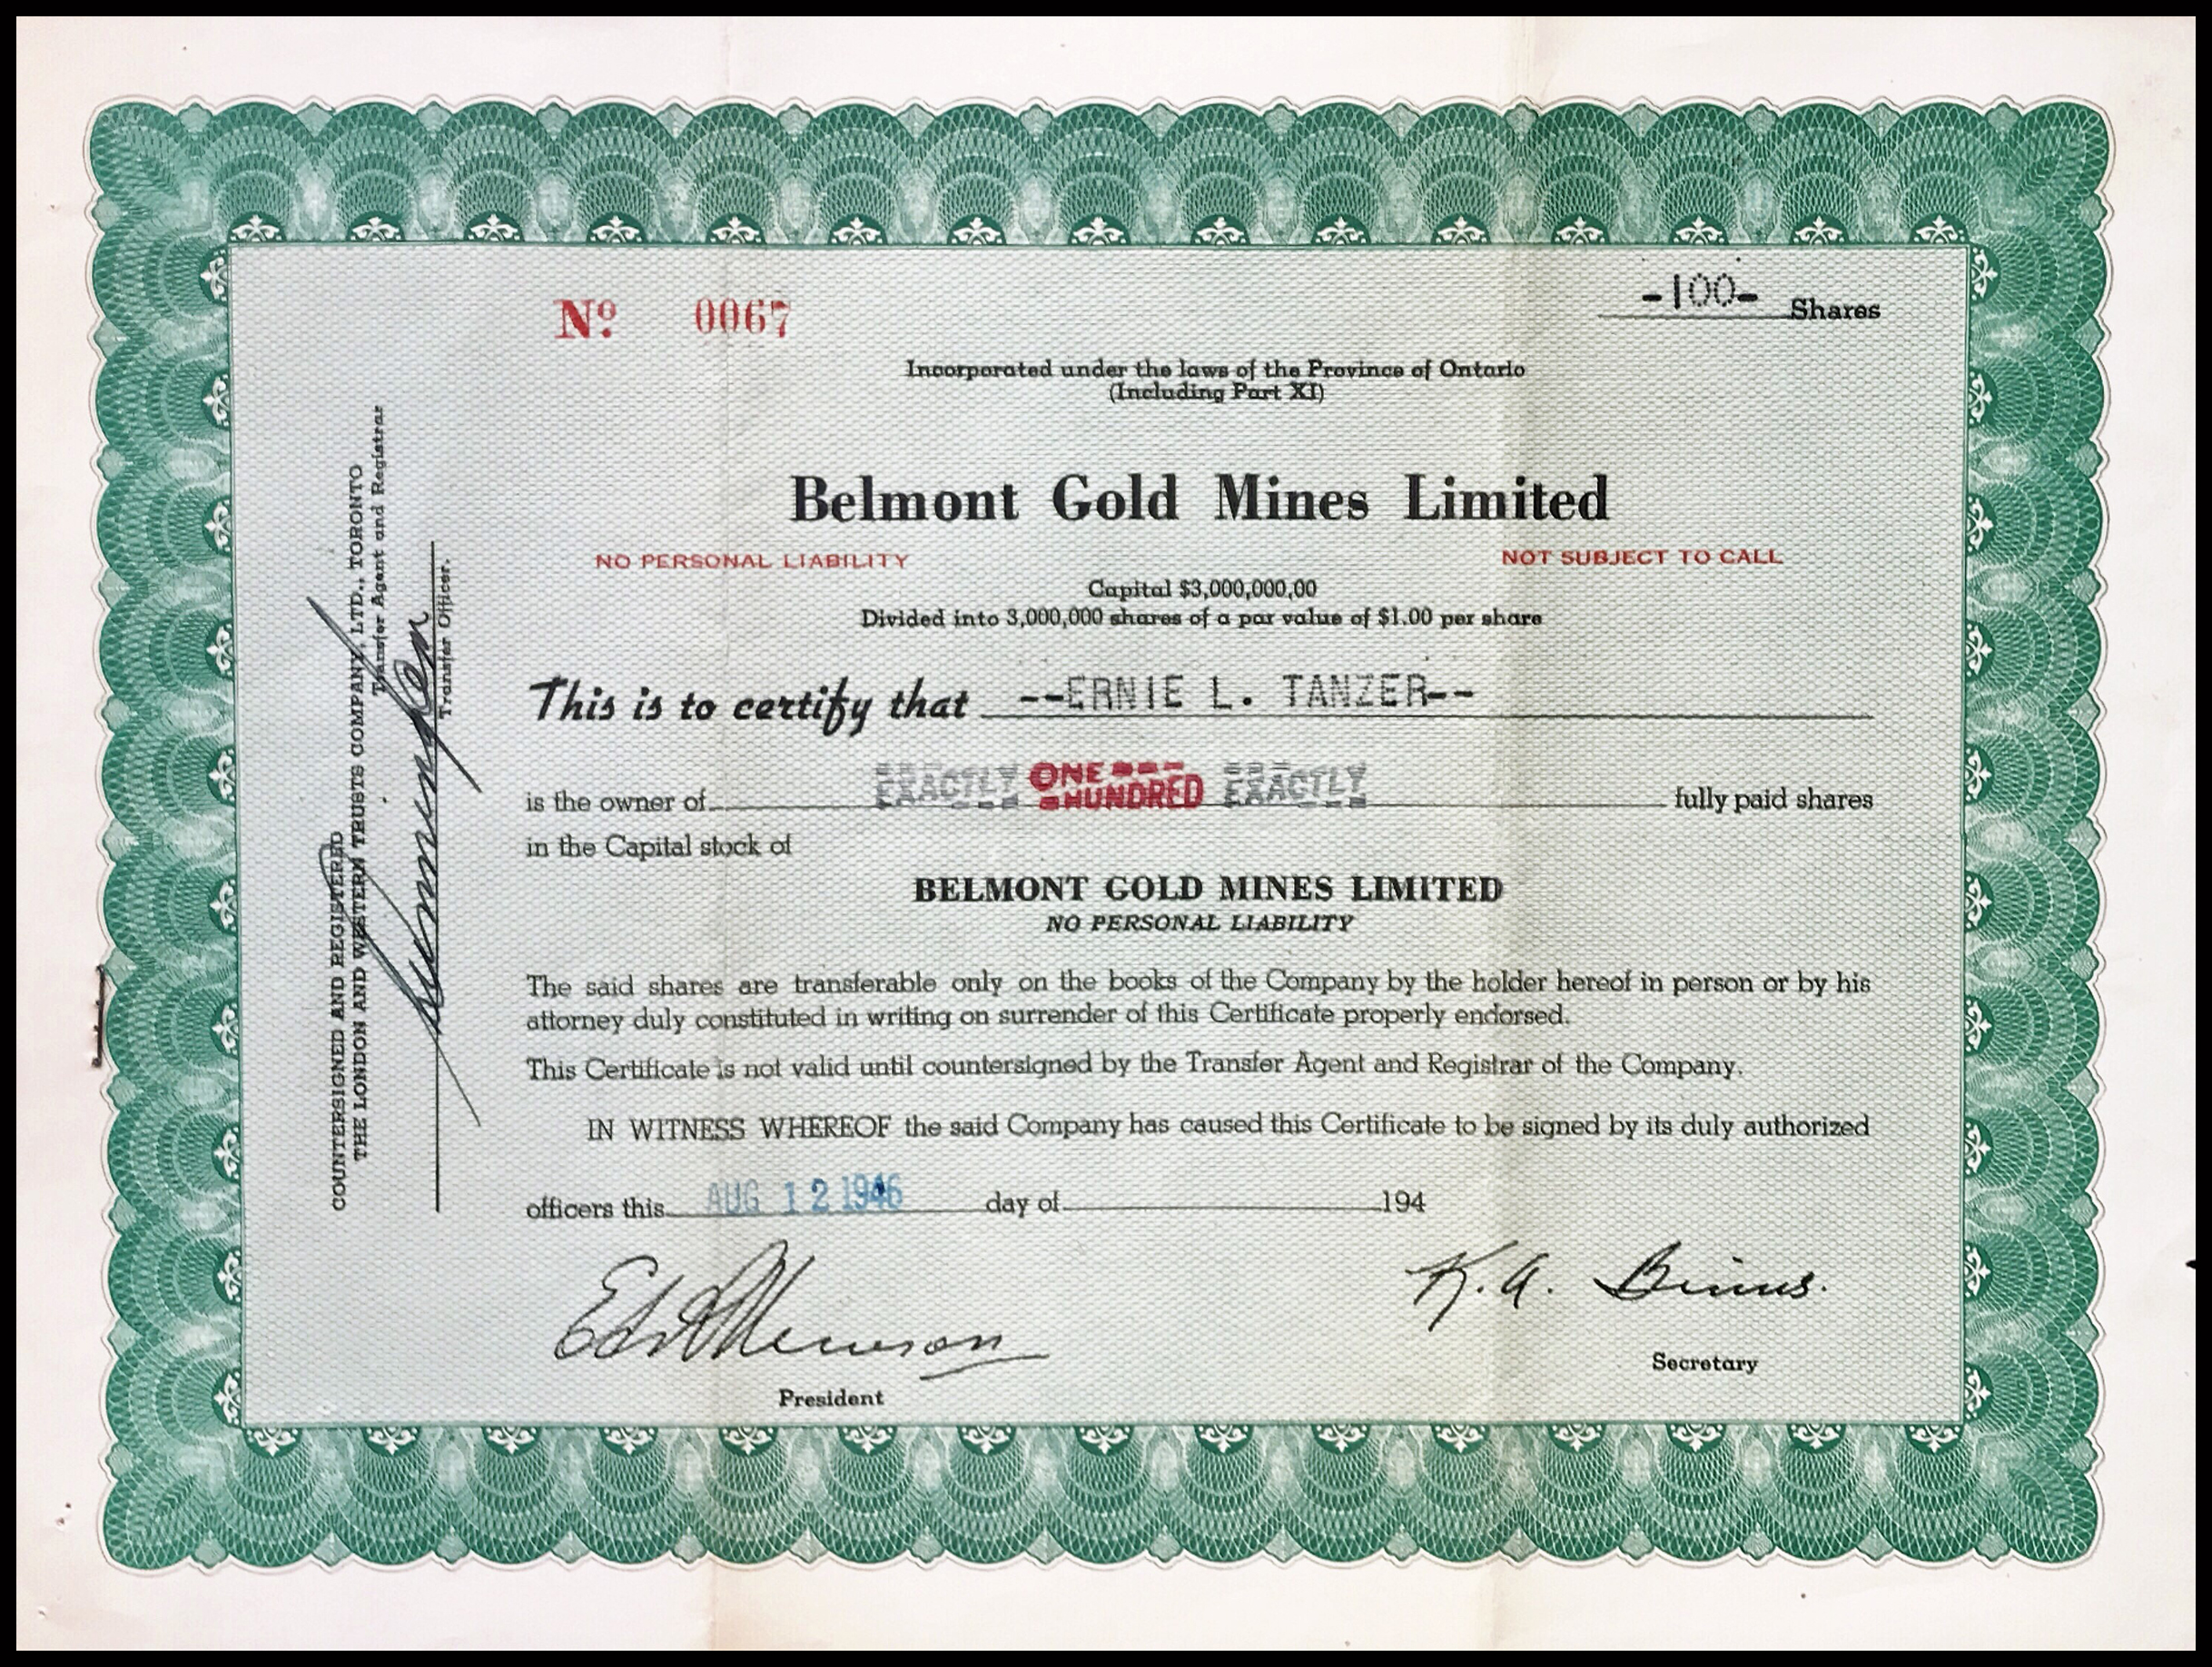 Nº 0067
-100- Shares
Incorporated under the laws of the Province of Ontario
(Including Part XI)
Belmont Gold Mines Limited
NO PERSONAL LIABILITY
NOT SUBJECT TO CALL
Capital $3,000,000,00
Divided into 3,000,000 shares of a par value of $1.00 per share
This is to certify that --ERNIE L. TANZER--
is the owner of EXACTLY ONE HUNDRED EXACTLY fully paid shares
in the Capital stock of
BELMONT GOLD MINES LIMITED
NO PERSONAL LIABILITY
The said shares are transferable only on the books of the Company by the holder hereof in person or by his
attorney duly constituted in writing on surrender of this Certificate properly endorsed.
This Certificate is not valid until countersigned by the Transfer Agent and Registrar of the Company.
IN WITNESS WHEREOF the said Company has caused this Certificate to be signed by its duly authorized
officers this AUG 12 1946 day of 194
K. A. Binns.
President
Secretary
COUNTERSIGNED AND REGISTERED
THE LONDON AND WESTERN TRUSTS COMPANY, LTD., TORONTO
Transfer Agent and Registrar
Transfer Officer.